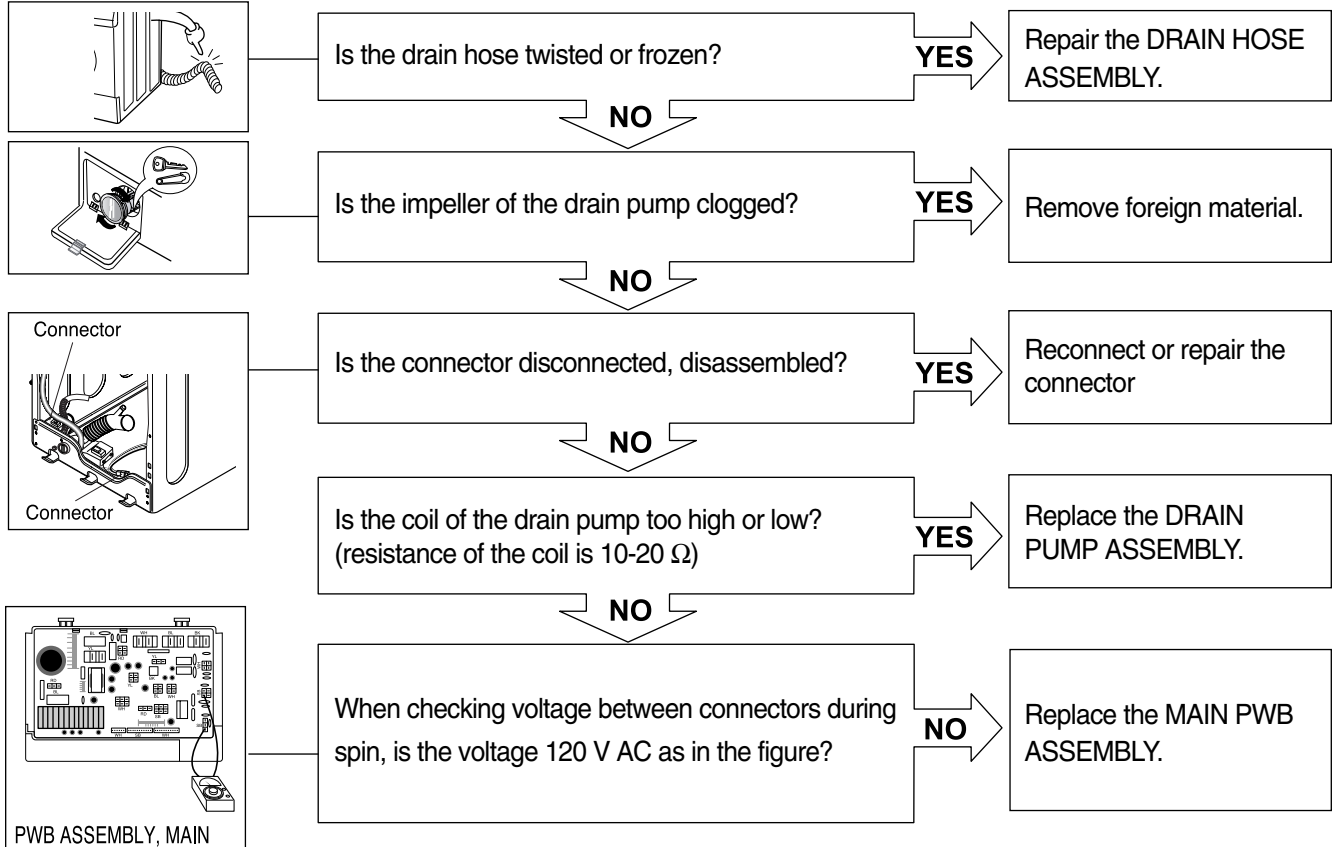 Is the drain hose twisted or frozen?
YES
Repair the DRAIN HOSE
ASSEMBLY.
NO
Is the impeller of the drain pump clogged?
YES
Remove foreign material.
NO
Connector
Connector
Is the connector disconnected, disassembled?
YES
Reconnect or repair the
connector
NO
Is the coil of the drain pump too high or low?
(resistance of the coil is 10-20 Ω)
YES
Replace the DRAIN
PUMP ASSEMBLY.
NO
When checking voltage between connectors during
spin, is the voltage 120 V AC as in the figure?
NO
Replace the MAIN PWB
ASSEMBLY.
PWB ASSEMBLY, MAIN